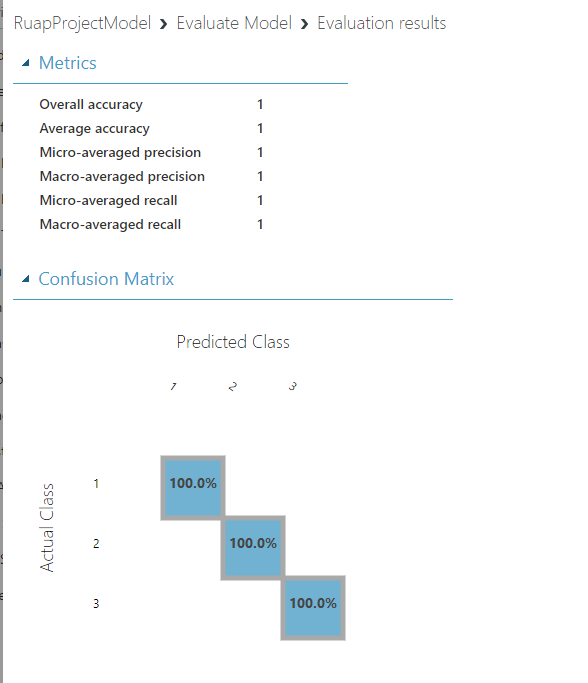 RuapProjectModel › Evaluate Model › Evaluation results
Metrics
Overall accuracy 1
Average accuracy 1
Micro-averaged precision 1
Macro-averaged precision 1
Micro-averaged recall 1
Macro-averaged recall 1
Confusion Matrix
Predicted Class
1 2 3
Actual Class
1 100.0%
2 100.0%
3 100.0%